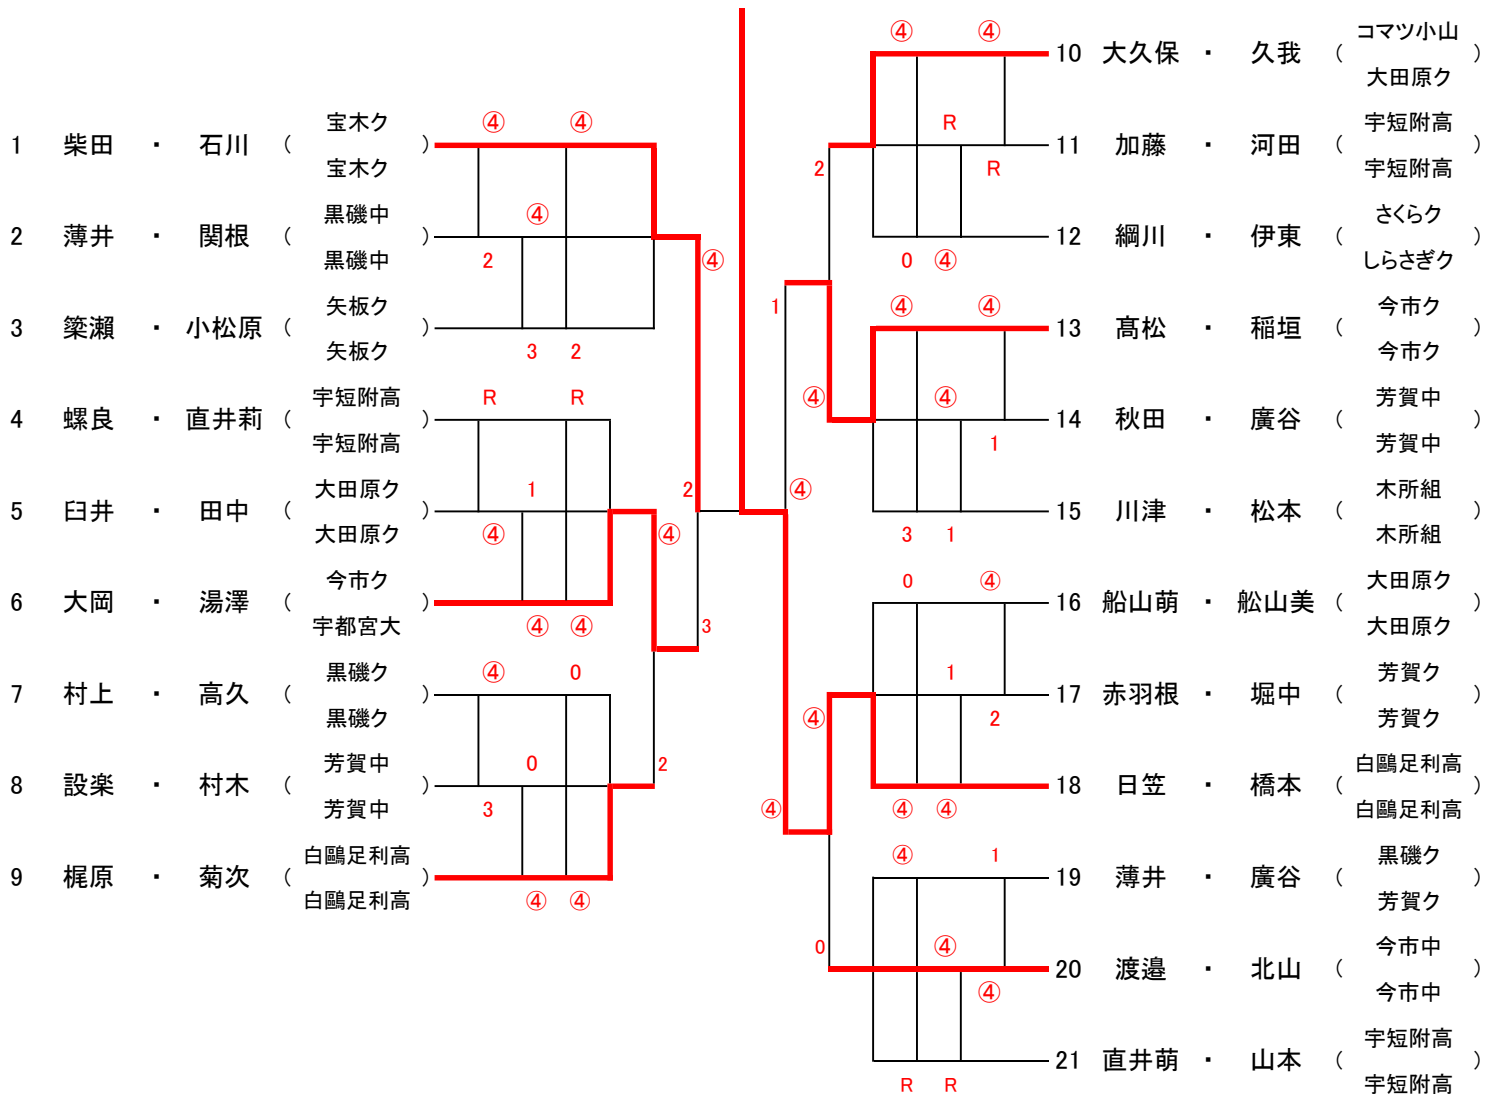 ④ ④ コマツ小山
10 大久保 ・ 久我 ( )
大田原ク
④ ④ 宝木ク
R 宇短附高
1 柴田 ・ 石川 ( )
11 加藤 ・ 河田 ( )
宝木ク
2 R 宇短附高
黒磯中 ④
さくらク
2 薄井 ・ 関根 ( )
12 綱川 ・ 伊東 ( )
黒磯中 2 ④
0 ④ しらさぎク
矢板ク
1 ④ ④ 今市ク
3 簗瀬 ・ 小松原 ( )
13 髙松 ・ 稲垣 ( )
矢板ク 3 2
今市ク
宇短附高 R R
④ ④ 芳賀中
4 螺良 ・ 直井莉 ( )
14 秋田 ・ 廣谷 ( )
宇短附高
1 芳賀中
大田原ク 1 2
④ 木所組
5 臼井 ・ 田中 ( )
15 川津 ・ 松本 ( )
大田原ク ④ ④
3 1 木所組
今市ク
0 ④ 大田原ク
6 大岡 ・ 湯澤 ( )
16 船山萌 ・ 舩山美 ( )
宇都宮大 ④ ④ 3
大田原ク
黒磯ク ④ 0
1 芳賀ク
7 村上 ・ 高久 ( )
17 赤羽根 ・ 堀中 ( )
黒磯ク
④ 2 芳賀ク
芳賀中 0 2
白鷗足利高
8 設楽 ・ 村木 ( )
18 日笠 ・ 橋本 ( )
芳賀中 3
④ ④ ④ 白鷗足利高
白鷗足利高
④ 1 黒磯ク
9 梶原 ・ 菊次 ( )
19 薄井 ・ 廣谷 ( )
白鷗足利高 ④ ④
芳賀ク
0 ④ 今市中
20 渡邉 ・ 北山 ( )
④ 今市中
宇短附高
21 直井萌 ・ 山本 ( )
R R 宇短附高